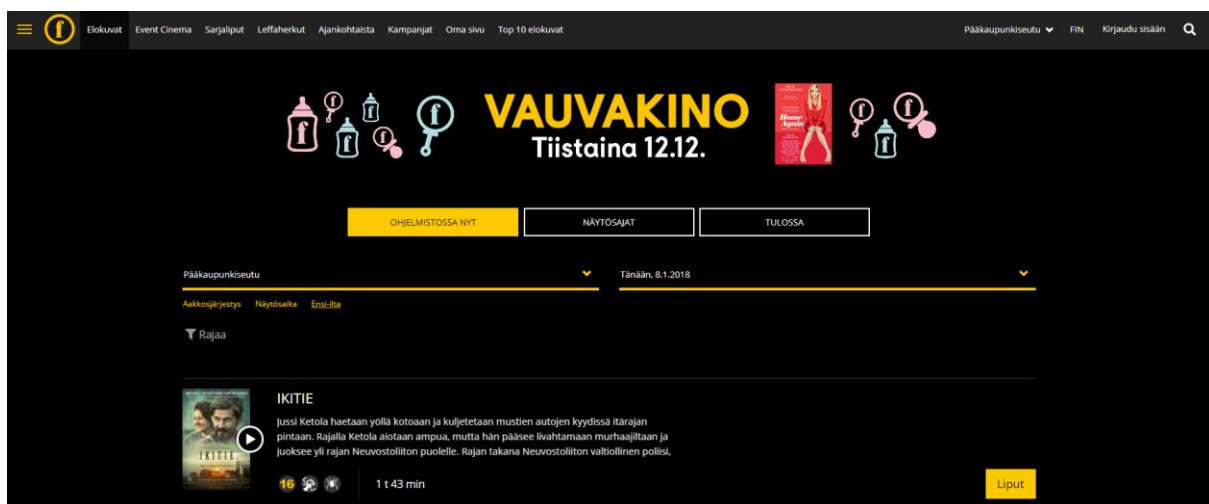 f
Elokuvat Event Cinema Sarjaliput Leffaherkut Ajankohtaista Kampanjat Oma sivu Top 10 elokuvat Pääkaupunkiseutu FIN Kirjaudu sisään
VAUVAKINO
Tiistaina 12.12.
Home
Again
OHJELMISTOSSA NYT NÄYTÖSAJAT TULOSSA
Pääkaupunkiseutu Tänään, 8.1.2018
Aakkosjärjestys Näytösaika Ensi-ilta
Rajaa
IKITIE
Jussi Ketola haetaan yöllä kotoaan ja kuljetetaan mustien autojen kyydissä itärajan
pintaan. Rajalla Ketola aiotaan ampua, mutta hän pääsee livahtamaan murhaajiltaan ja
juoksee yli rajan Neuvostoliiton puolelle. Rajan takana Neuvostoliiton valtiollinen poliisi,
IKITIE
16 1 t 43 min Liput